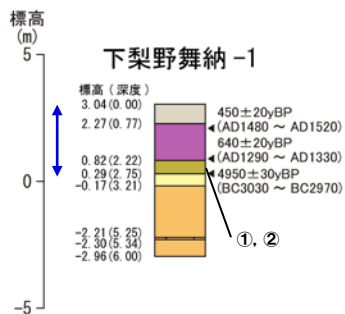 標高
(m)
5
下梨野舞納-1
標高(深度)
3.04(0.00)
450±20yBP
2.27(0.77)
(AD1480 ~ AD1520)
640±20yBP
0.82(2.22)
(AD1290 ~ AD1330)
0.29(2.75)
4950±30yBP
0
-0.17(3.21)
(BC3030 ~ BC2970)
①, ②
-2.21(5.25)
-2.30(5.34)
-2.96(6.00)
-5